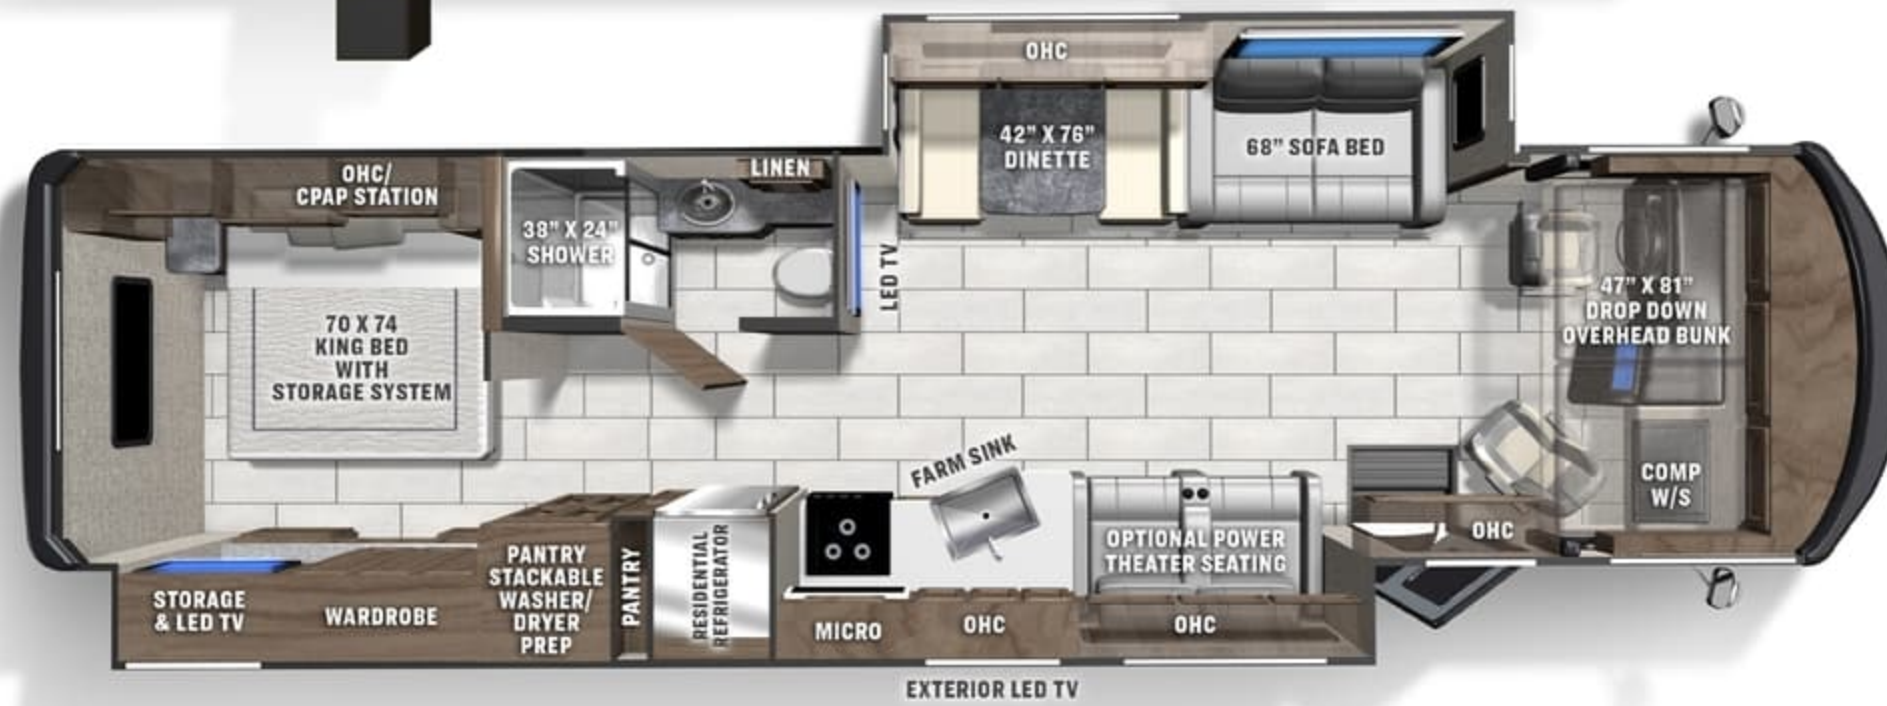 OHC
42” X 76”
DINETTE
68” SOFA BED
OHC/
CPAP STATION
LINEN
38” X 24”
SHOWER
LED TV
70 X 74
KING BED
WITH
STORAGE SYSTEM
47” X 81”
DROP DOWN
OVERHEAD BUNK
FARM SINK
COMP
W/S
OHC
OPTIONAL POWER
THEATER SEATING
STORAGE
& LED TV
WARDROBE
PANTRY
STACKABLE
WASHER/
DRYER
PREP
PANTRY
RESIDENTIAL
REFRIGERATOR
MICRO
OHC
OHC
EXTERIOR LED TV